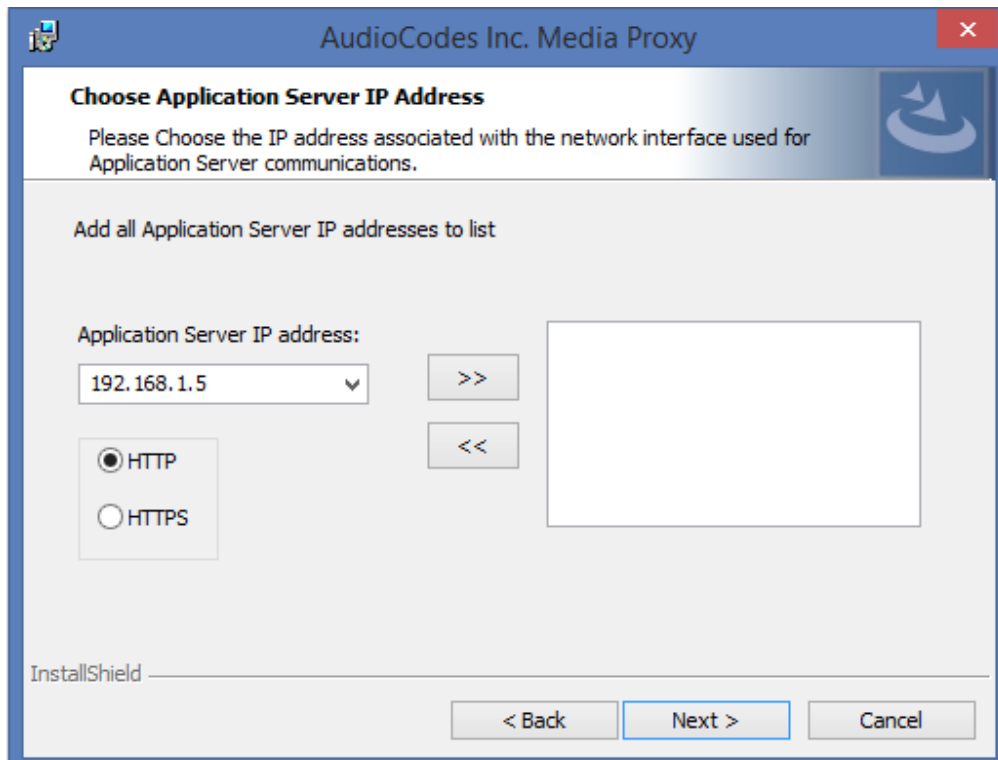 AudioCodes Inc. Media Proxy
Choose Application Server IP Address
Please Choose the IP address associated with the network interface used for
Application Server communications.
Add all Application Server IP addresses to list
Application Server IP address:
192.168.1.5
>>
<<
HTTP
HTTPS
InstallShield
< Back
Next >
Cancel